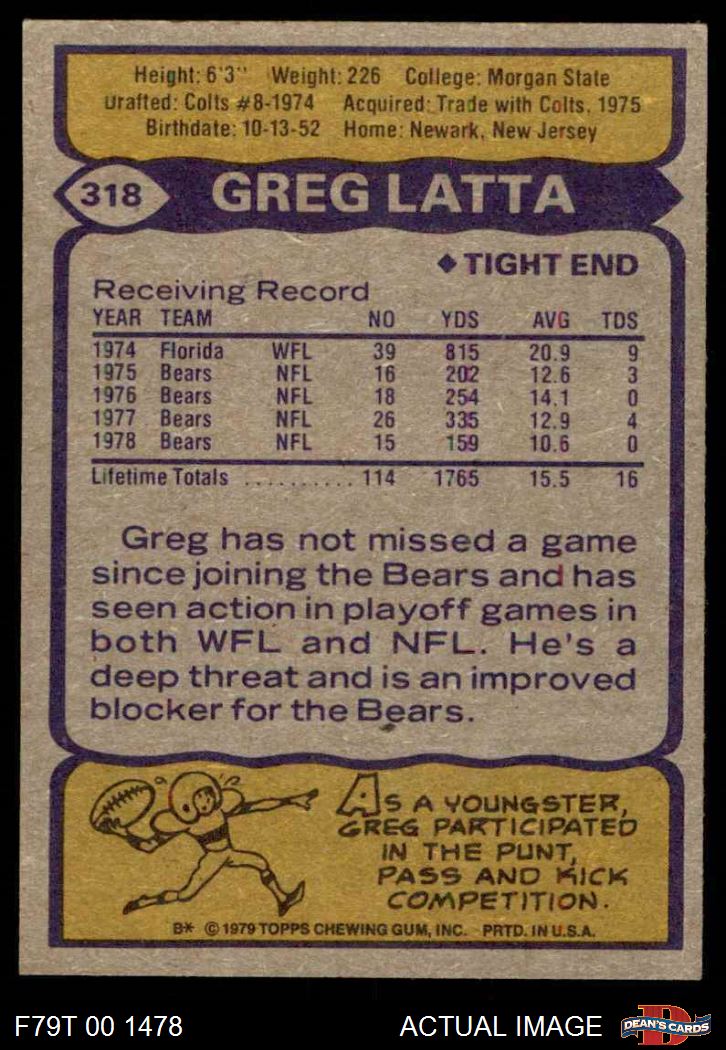 Height: 6'3" Weight: 226 College: Morgan State
Drafted: Colts #8-1974 Acquired: Trade with Colts, 1975
Birthdate: 10-13-52 Home: Newark, New Jersey
318 GREG LATTA
◆ TIGHT END
Receiving Record
YEAR TEAM NO YDS AVG TDS
1974 Florida WFL 39 815 20.9 9
1975 Bears NFL 16 202 12.6 3
1976 Bears NFL 18 254 14.1 0
1977 Bears NFL 26 335 12.9 4
1978 Bears NFL 15 159 10.6 0
Lifetime Totals .......... 114 1765 15.5 16
Greg has not missed a game
since joining the Bears and has
seen action in playoff games in
both WFL and NFL. He's a
deep threat and is an improved
blocker for the Bears.
AS A YOUNGSTER,
GREG PARTICIPATED
IN THE PUNT,
PASS AND KICK
COMPETITION.
B* © 1979 TOPPS CHEWING GUM, INC. PRTD. IN U.S.A.
F79T 00 1478 ACTUAL IMAGE D DEAN'S CARDS